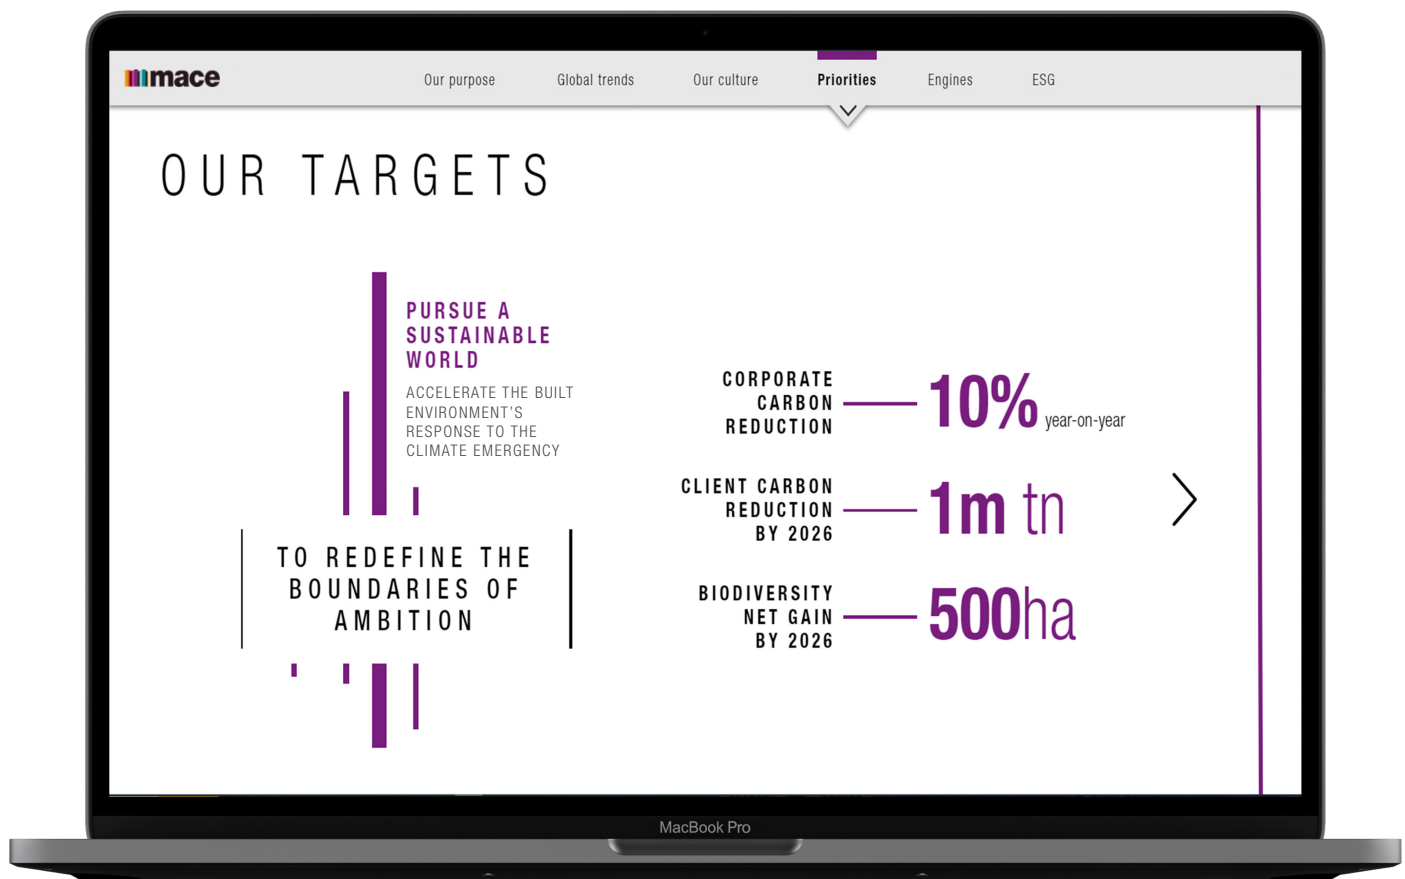 mace
Our purpose
Global trends
Our culture
Priorities
Engines
ESG
OUR TARGETS
PURSUE A
SUSTAINABLE
WORLD
ACCELERATE THE BUILT
ENVIRONMENT'S
RESPONSE TO THE
CLIMATE EMERGENCY
TO REDEFINE THE
BOUNDARIES OF
AMBITION
CORPORATE
CARBON
REDUCTION
10% year-on-year
CLIENT CARBON
REDUCTION
BY 2026
1m tn
BIODIVERSITY
NET GAIN
BY 2026
500ha
MacBook Pro